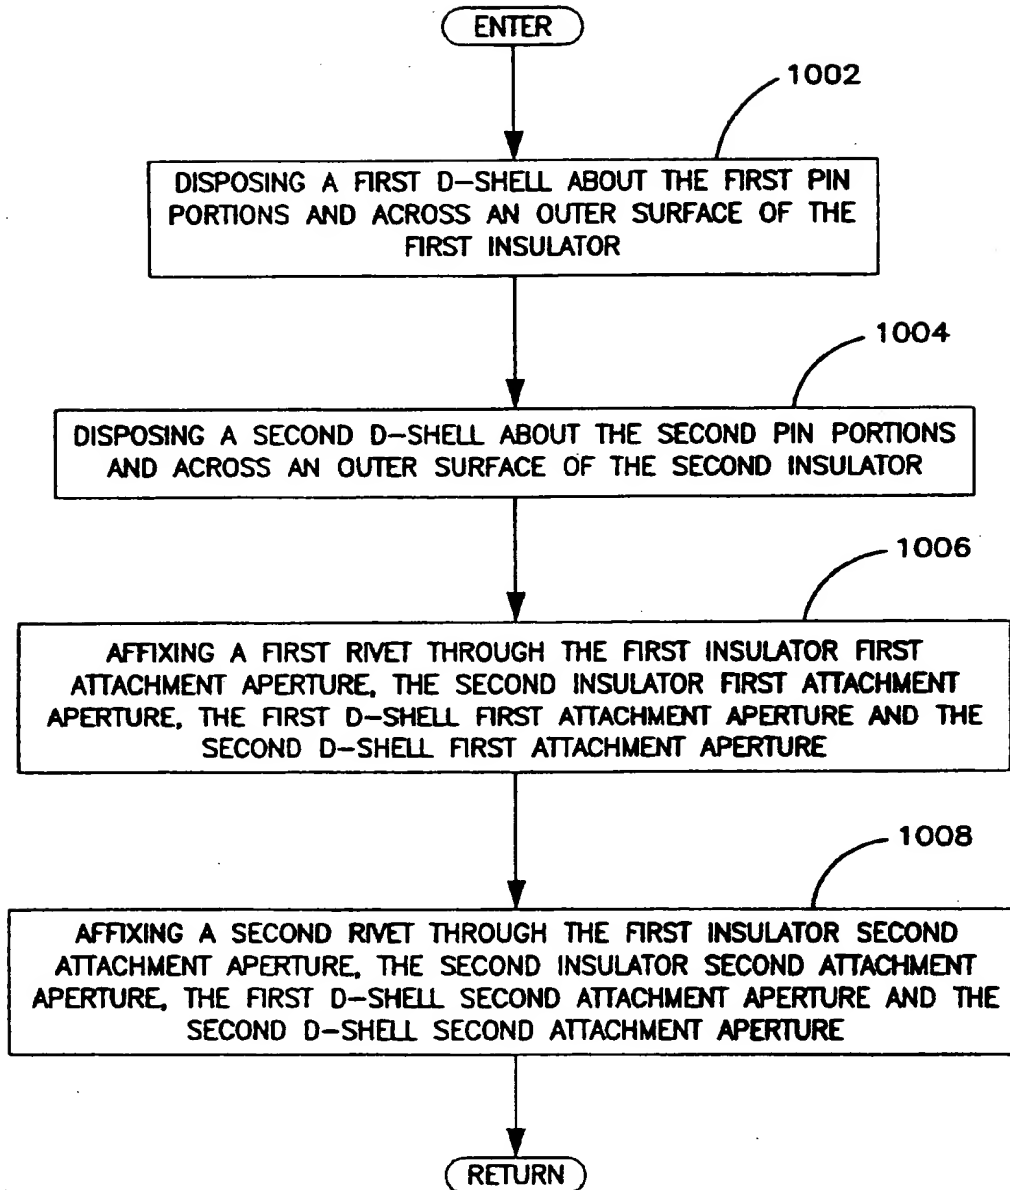 ENTER
1002
DISPOSING A FIRST D-SHELL ABOUT THE FIRST PIN
PORTIONS AND ACROSS AN OUTER SURFACE OF THE
FIRST INSULATOR
1004
DISPOSING A SECOND D-SHELL ABOUT THE SECOND PIN PORTIONS
AND ACROSS AN OUTER SURFACE OF THE SECOND INSULATOR
1006
AFFIXING A FIRST RIVET THROUGH THE FIRST INSULATOR FIRST
ATTACHMENT APERTURE, THE SECOND INSULATOR FIRST ATTACHMENT
APERTURE, THE FIRST D-SHELL FIRST ATTACHMENT APERTURE AND THE
SECOND D-SHELL FIRST ATTACHMENT APERTURE
1008
AFFIXING A SECOND RIVET THROUGH THE FIRST INSULATOR SECOND
ATTACHMENT APERTURE, THE SECOND INSULATOR SECOND ATTACHMENT
APERTURE, THE FIRST D-SHELL SECOND ATTACHMENT APERTURE AND THE
SECOND D-SHELL SECOND ATTACHMENT APERTURE
RETURN